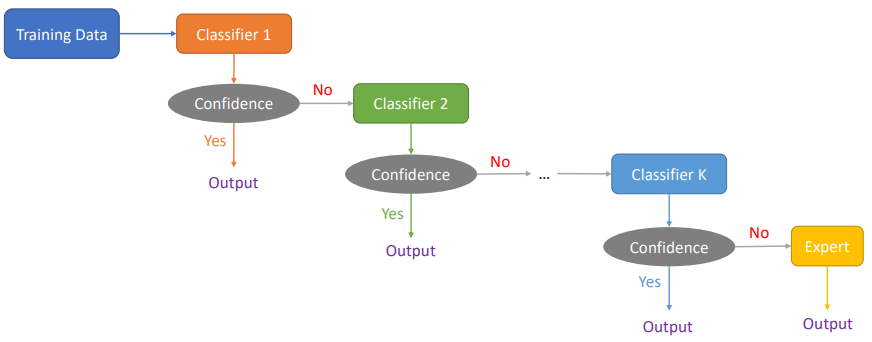 Training Data
Classifier 1
Confidence
No
Classifier 2
Yes
Output
Confidence
No
...
Classifier K
Yes
Output
Confidence
No
Expert
Yes
Output
Output